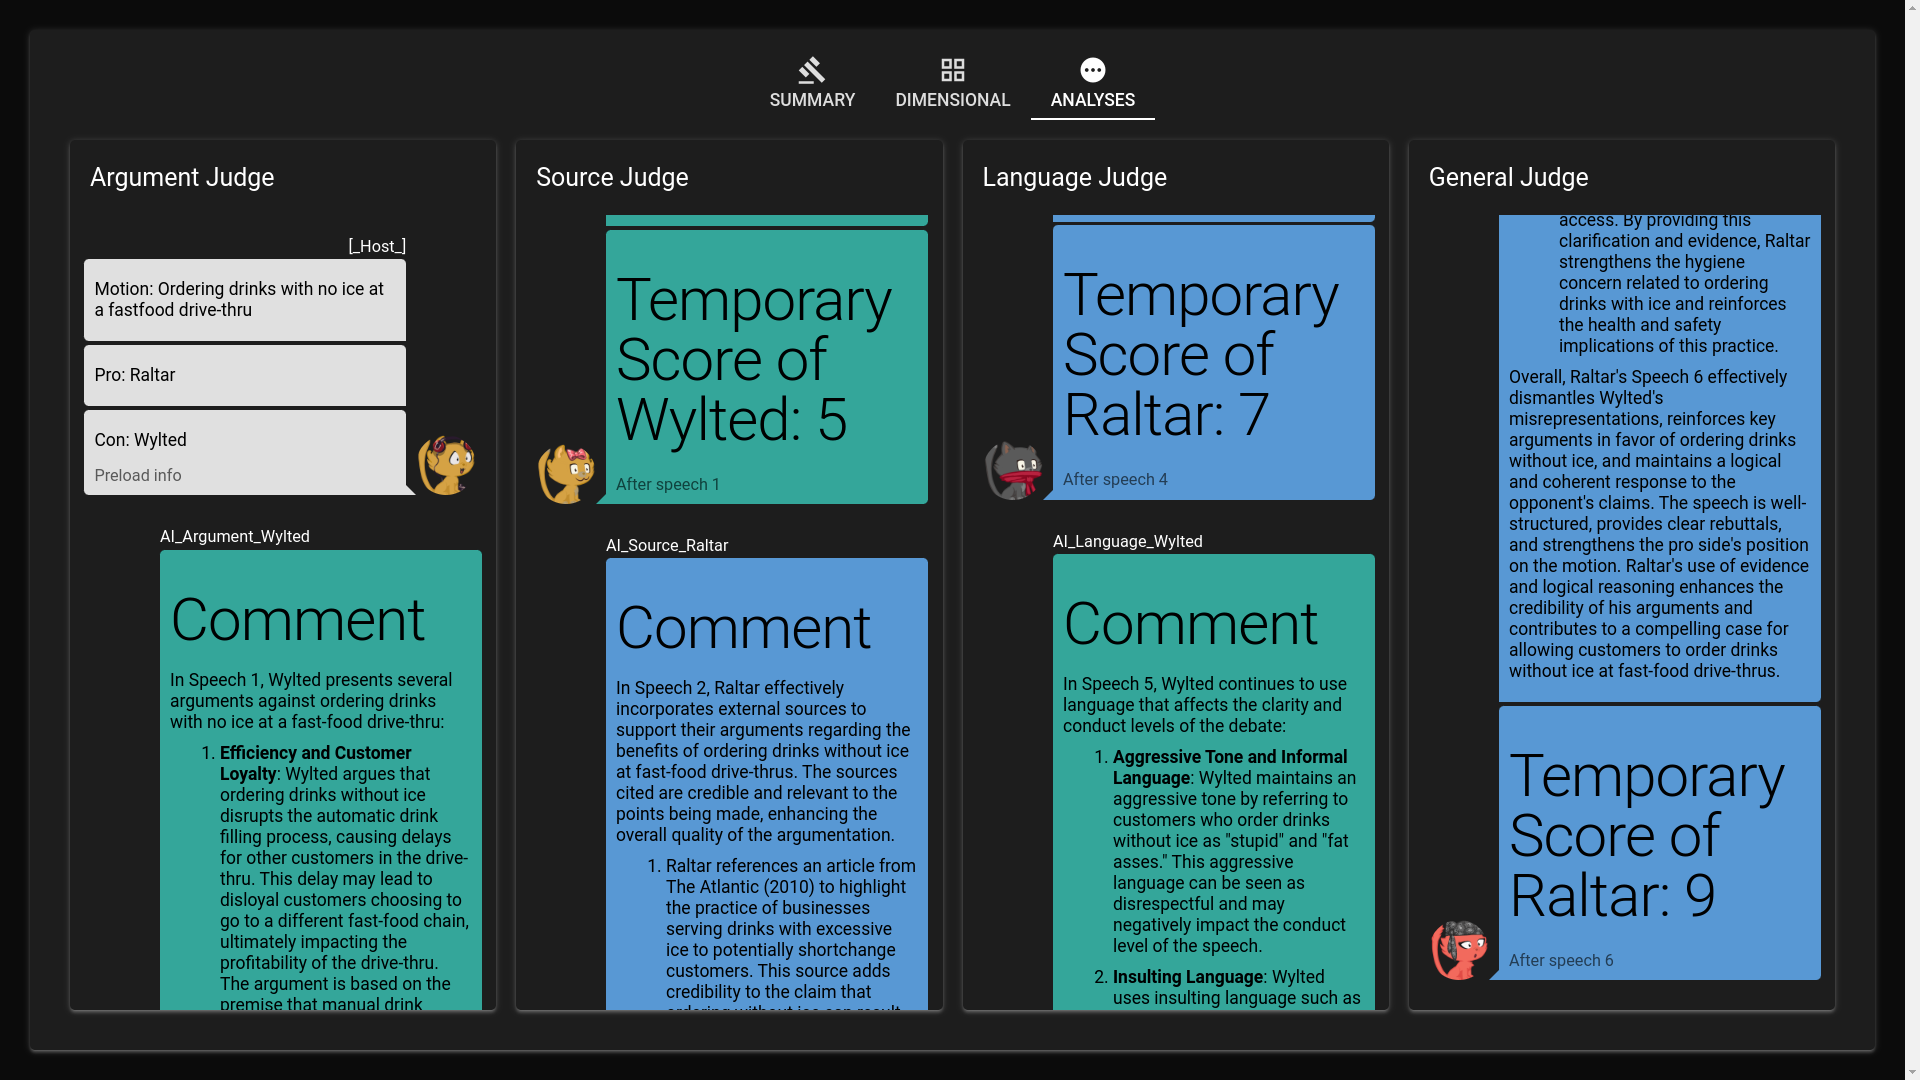 SUMMARY
DIMENSIONAL
ANALYSES
Argument Judge
[_Host_]
Motion: Ordering drinks with no ice at
a fastfood drive-thru
Pro: Raltar
Con: Wylted
Preload info
AI_Argument_Wylted
Comment
In Speech 1, Wylted presents several
arguments against ordering drinks
with no ice at a fast-food drive-thru:
1. Efficiency and Customer
Loyalty: Wylted argues that
ordering drinks without ice
disrupts the automatic drink
filling process, causing delays
for other customers in the drive-
thru. This delay may lead to
disloyal customers choosing to
go to a different fast-food chain,
ultimately impacting the
profitability of the drive-thru.
The argument is based on the
premise that manual drink
Source Judge
Temporary
Score of
Wylted: 5
After speech 1
AI_Source_Raltar
Comment
In Speech 2, Raltar effectively
incorporates external sources to
support their arguments regarding the
benefits of ordering drinks without ice
at fast-food drive-thrus. The sources
cited are credible and relevant to the
points being made, enhancing the
overall quality of the argumentation.
1. Raltar references an article from
The Atlantic (2010) to highlight
the practice of businesses
serving drinks with excessive
ice to potentially shortchange
customers. This source adds
credibility to the claim that
ordering without ice can result
Language Judge
Temporary
Score of
Raltar: 7
After speech 4
AI_Language_Wylted
Comment
In Speech 5, Wylted continues to use
language that affects the clarity and
conduct levels of the debate:
1. Aggressive Tone and Informal
Language: Wylted maintains an
aggressive tone by referring to
customers who order drinks
without ice as "stupid" and "fat
asses." This aggressive
language can be seen as
disrespectful and may
negatively impact the conduct
level of the speech.
2. Insulting Language: Wylted
uses insulting language such as
General Judge
access. By providing this
clarification and evidence, Raltar
strengthens the hygiene
concern related to ordering
drinks with ice and reinforces
the health and safety
implications of this practice.
Overall, Raltar's Speech 6 effectively
dismantles Wylted's
misrepresentations, reinforces key
arguments in favor of ordering drinks
without ice, and maintains a logical
and coherent response to the
opponent's claims. The speech is well-
structured, provides clear rebuttals,
and strengthens the pro side's position
on the motion. Raltar's use of evidence
and logical reasoning enhances the
credibility of his arguments and
contributes to a compelling case for
allowing customers to order drinks
without ice at fast-food drive-thrus.
Temporary
Score of
Raltar: 9
After speech 6